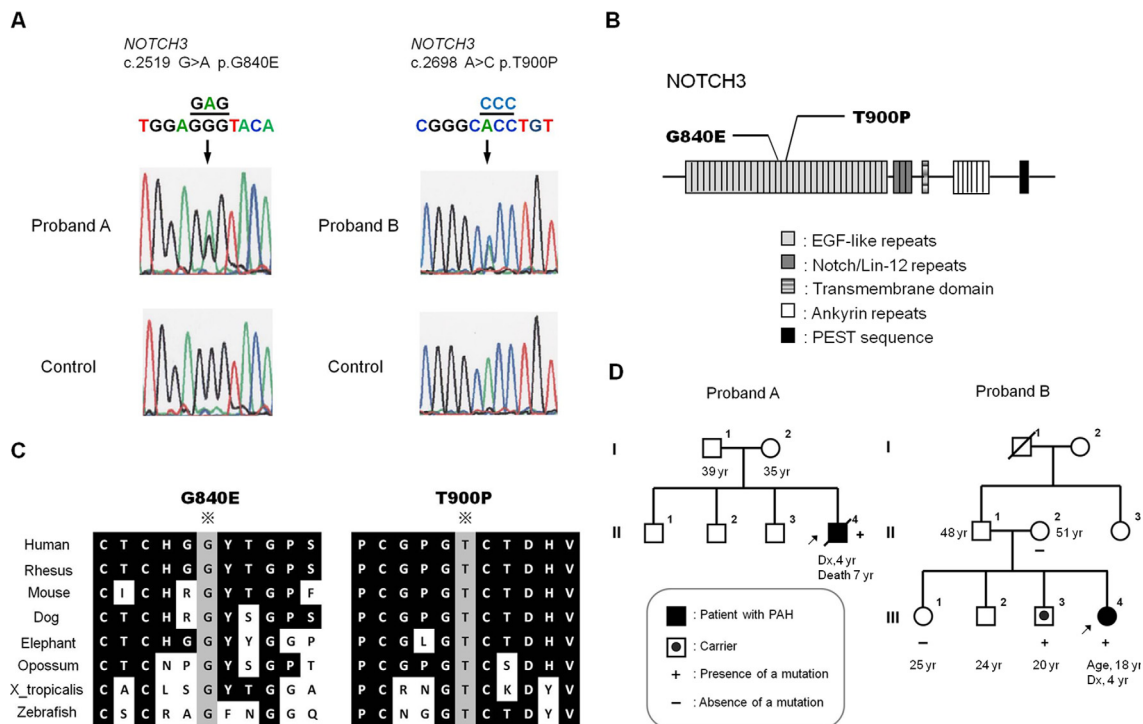 A
NOTCH3
c.2519 G>A p.G840E
GAG
TGGAGGGTACA
Proband A
Control
NOTCH3
c.2698 A>C p.T900P
CCC
CGGGCACCTGT
Proband B
Control
B
NOTCH3
G840E
T900P
: EGF-like repeats
: Notch/Lin-12 repeats
: Transmembrane domain
: Ankyrin repeats
: PEST sequence
C
G840E T900P
※ ※
Human C T C H G G Y T G P S P C G P G T C T D H V
Rhesus C T C H G G Y T G P S P C G P G T C T D H V
Mouse C I C H R G Y T G P F P C G P G T C T D H V
Dog C T C H R G Y S G P S P C G P G T C T D H V
Elephant C T C H G G Y Y G G P P C G L G T C T D H V
Opossum C T C N P G Y S G P T P C G P G T C S D H V
X_tropicalis C A C L S G Y T G G A P C R N G T C K D Y V
Zebrafish C S C R A G F N G G Q P C N G G T C T D Y V
D
Proband A
I
1 2
39 yr 35 yr
II
1 2 3 4
+
Dx,4 yr
Death 7 yr
: Patient with PAH
: Carrier
+ : Presence of a mutation
− : Absence of a mutation
Proband B
I
1 2
II
1 2 3
48 yr 51 yr
−
III
1 2 3 4
− + +
25 yr 24 yr 20 yr Age, 18 yr
Dx, 4 yr